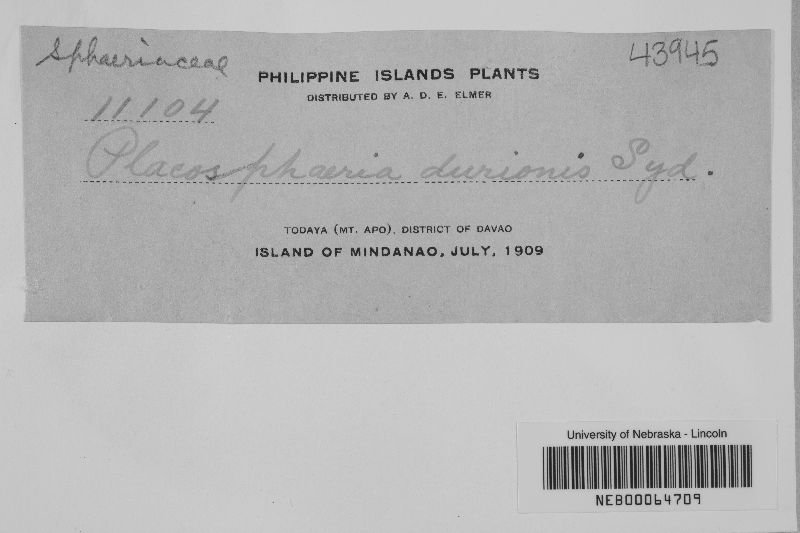 Sphaeriaceae
43945
PHILIPPINE ISLANDS PLANTS
DISTRIBUTED BY A. D. E. ELMER
11104
Placosphaeria durionis Syd.
TODAYA (MT. APO), DISTRICT OF DAVAO
ISLAND OF MINDANAO, JULY, 1909
University of Nebraska - Lincoln
NEB00064709